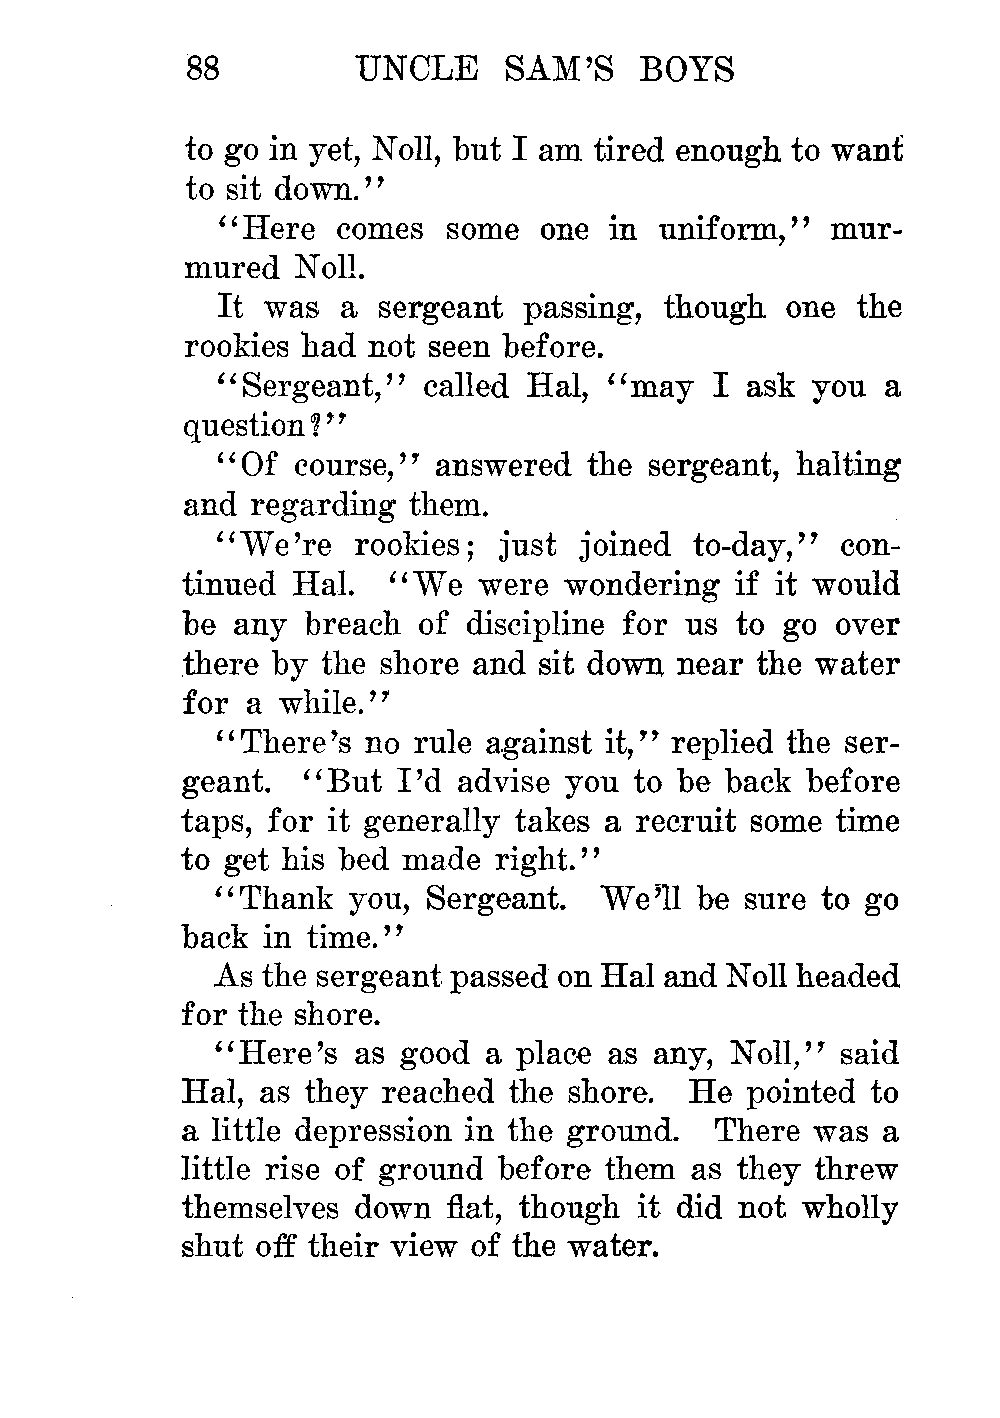 88 UNCLE SAM'S BOYS
to go in yet, Noll, but I am tired enough to want
to sit down."
"Here comes some one in uniform," mur-
mured Noll.
It was a sergeant passing, though one the
rookies had not seen before.
"Sergeant," called Hal, "may I ask you a
question?"
"Of course," answered the sergeant, halting
and regarding them.
"We're rookies; just joined to-day," con-
tinued Hal. "We were wondering if it would
be any breach of discipline for us to go over
there by the shore and sit down near the water
for a while."
"There's no rule against it," replied the ser-
geant. "But I'd advise you to be back before
taps, for it generally takes a recruit some time
to get his bed made right."
"Thank you, Sergeant. We'll be sure to go
back in time."
As the sergeant passed on Hal and Noll headed
for the shore.
"Here's as good a place as any, Noll," said
Hal, as they reached the shore. He pointed to
a little depression in the ground. There was a
little rise of ground before them as they threw
themselves down flat, though it did not wholly
shut off their view of the water.